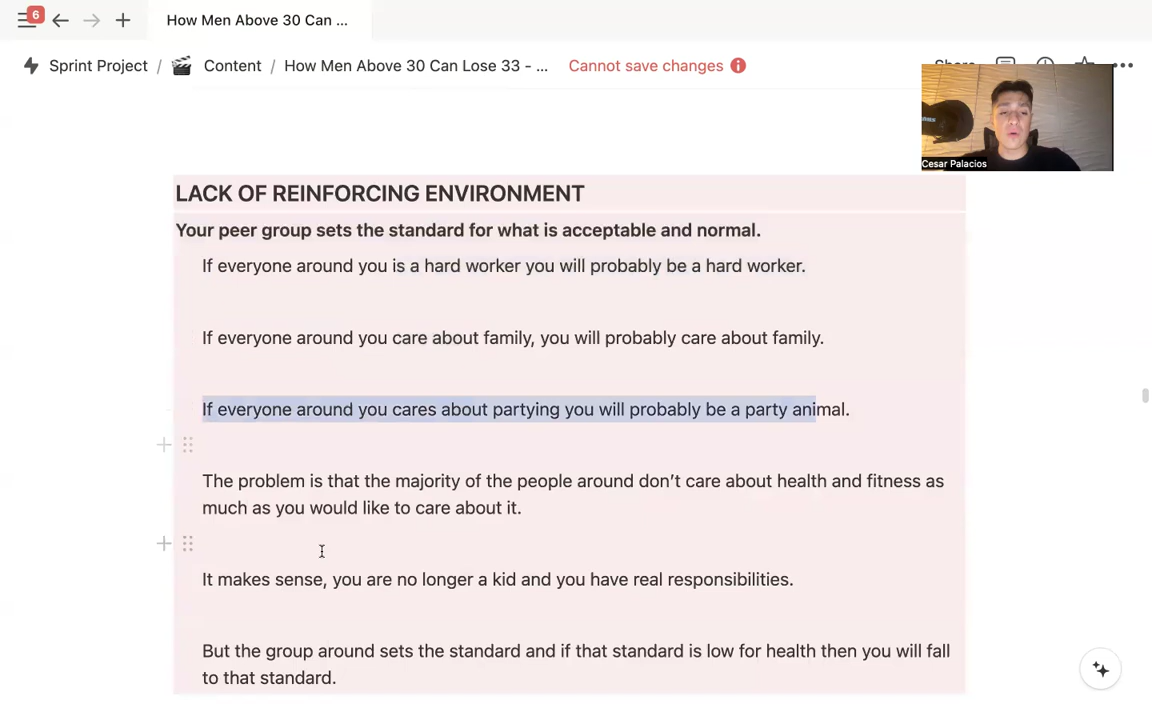 6
How Men Above 30 Can ...
Sprint Project / Content / How Men Above 30 Can Lose 33 - ... Cannot save changes
Share
Cesar Palacios
LACK OF REINFORCING ENVIRONMENT
Your peer group sets the standard for what is acceptable and normal.
If everyone around you is a hard worker you will probably be a hard worker.
If everyone around you care about family, you will probably care about family.
If everyone around you cares about partying you will probably be a party animal.
The problem is that the majority of the people around don’t care about health and fitness as
much as you would like to care about it.
It makes sense, you are no longer a kid and you have real responsibilities.
But the group around sets the standard and if that standard is low for health then you will fall
to that standard.